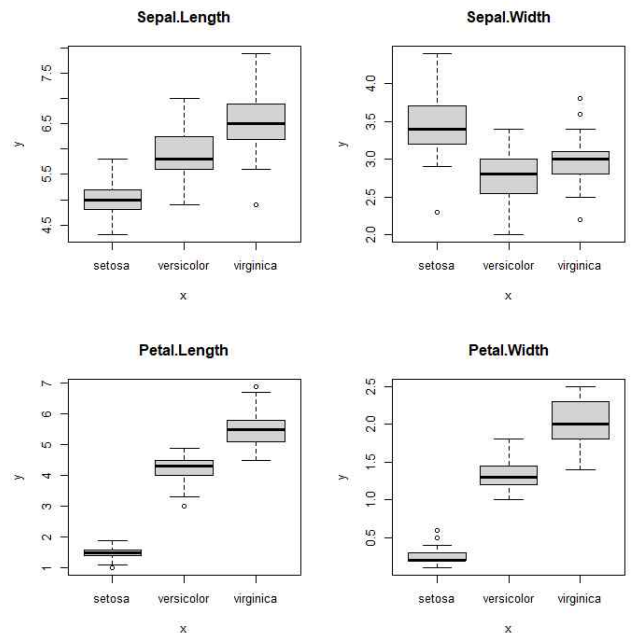 Sepal.Length
y
4.5 5.5 6.5 7.5
setosa versicolor virginica
x
Sepal.Width
y
2.0 2.5 3.0 3.5 4.0
setosa versicolor virginica
x
Petal.Length
y
1 2 3 4 5 6 7
setosa versicolor virginica
x
Petal.Width
y
0.5 1.0 1.5 2.0 2.5
setosa versicolor virginica
x